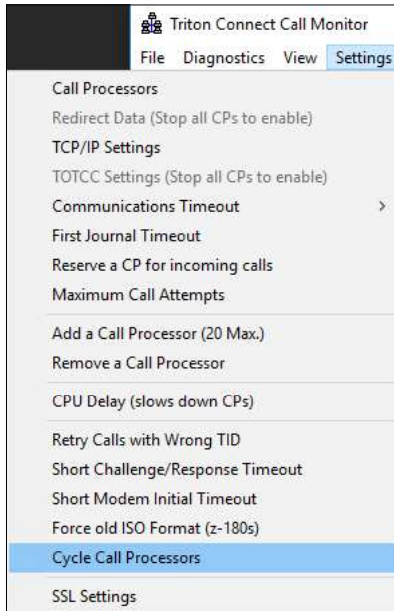 Triton Connect Call Monitor
File Diagnostics View Settings
Call Processors
Redirect Data (Stop all CPs to enable)
TCP/IP Settings
TOTCC Settings (Stop all CPs to enable)
Communications Timeout >
First Journal Timeout
Reserve a CP for incoming calls
Maximum Call Attempts
Add a Call Processor (20 Max.)
Remove a Call Processor
CPU Delay (slows down CPs)
Retry Calls with Wrong TID
Short Challenge/Response Timeout
Short Modem Initial Timeout
Force old ISO Format (z-180s)
Cycle Call Processors
SSL Settings